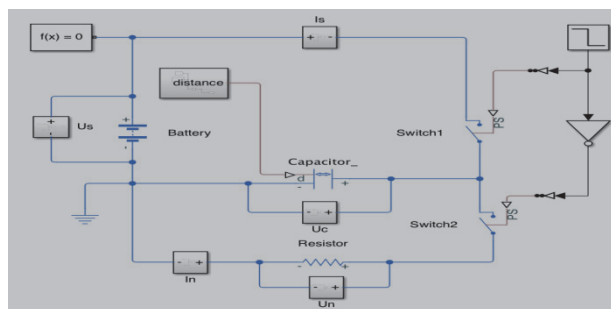 Is
f(x) = 0
distance
+ -
PS
Us
+
-
+
Battery
Switch1
Capacitor_
d
- +
- +
Uc
PS
Switch2
Resistor
- +
In
- +
- +
Un